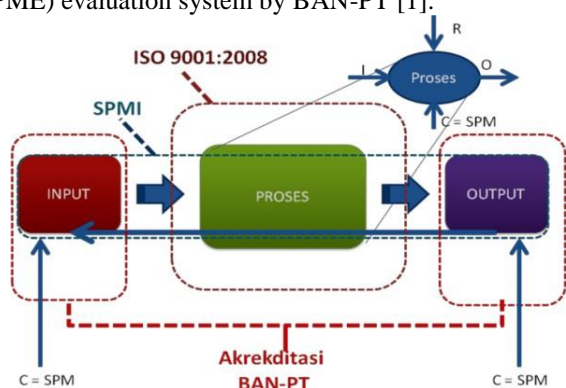 PME) evaluation system by BAN-PT [1].
R
ISO 9001:2008
I
Proses
O
SPMI
C = SPM
INPUT
PROSES
OUTPUT
Akrekditasi
BAN-PT
C = SPM
C = SPM